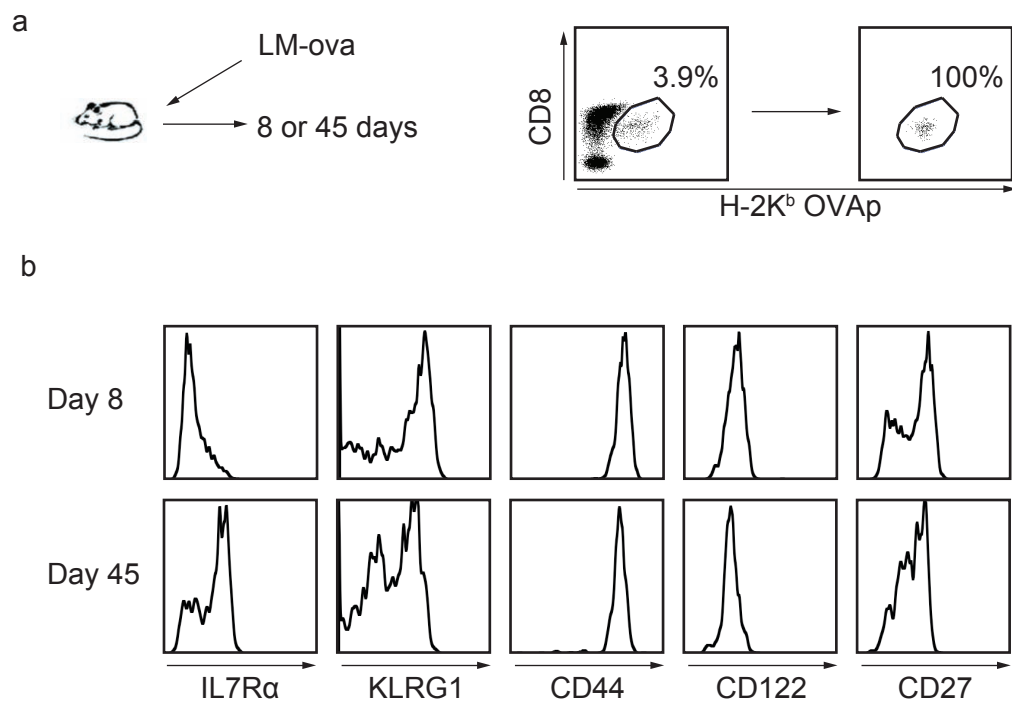 a
LM-ova
8 or 45 days
CD8
3.9%
100%
H-2Kᵇ OVAp
b
Day 8
Day 45
IL7Rα
KLRG1
CD44
CD122
CD27